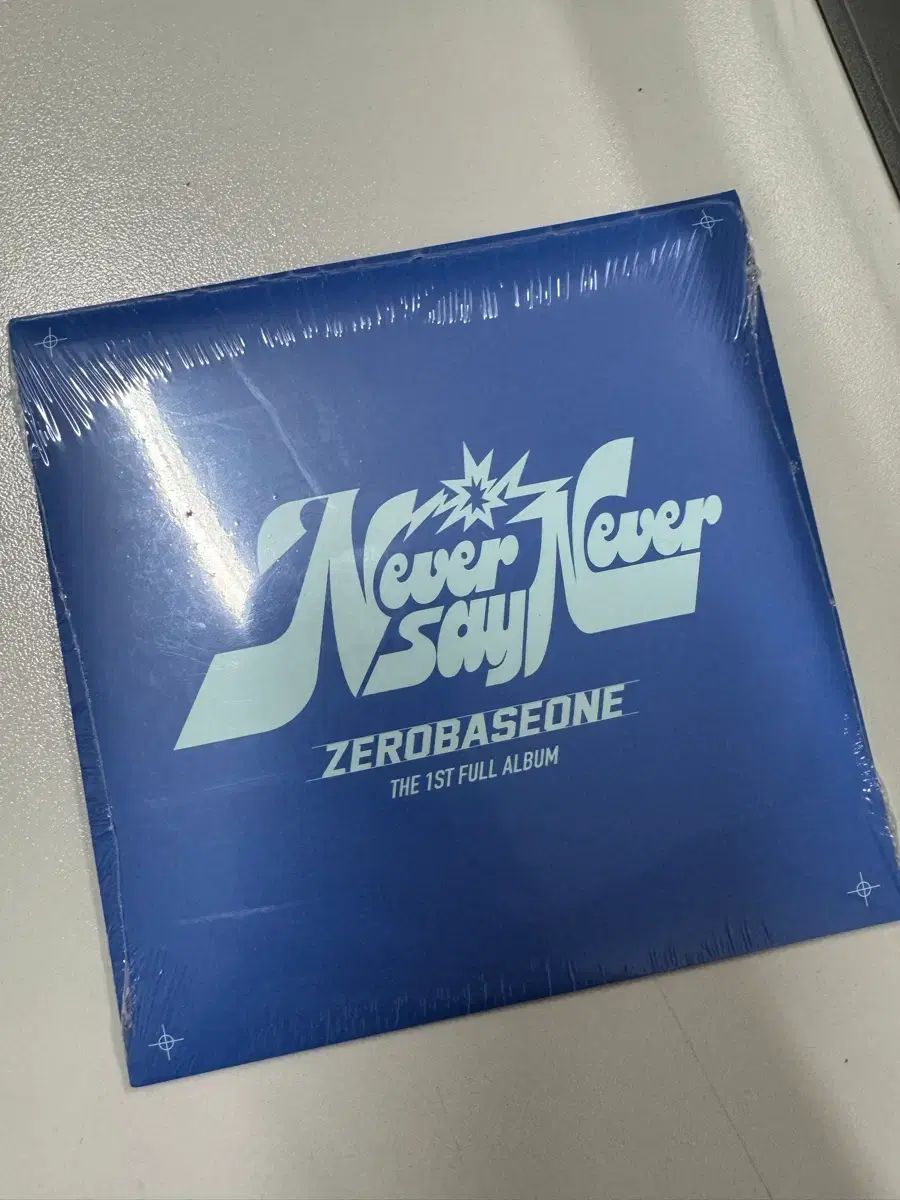 Never Never
say
ZEROBASEONE
THE 1ST FULL ALBUM